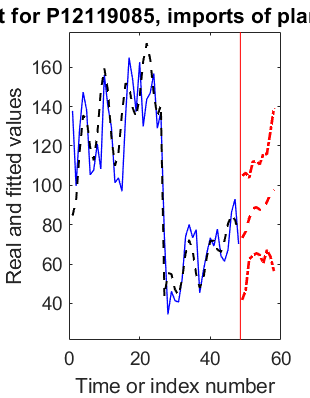 t for P12119085, imports of pla
160
140
120
100
80
60
40
Real and fitted values
0 20 40 60
Time or index number